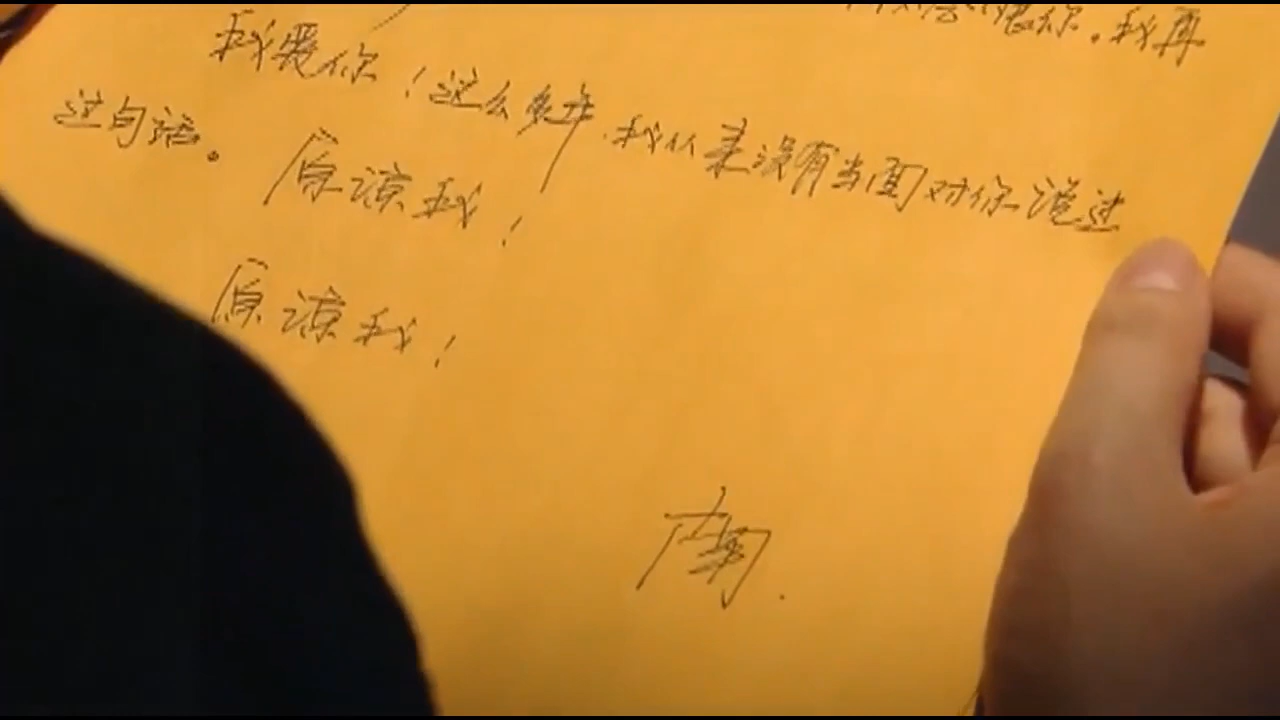 你。我再
我爱你！这么多年，我从来没有当面对你说过
这句话。原谅我！
原谅我！